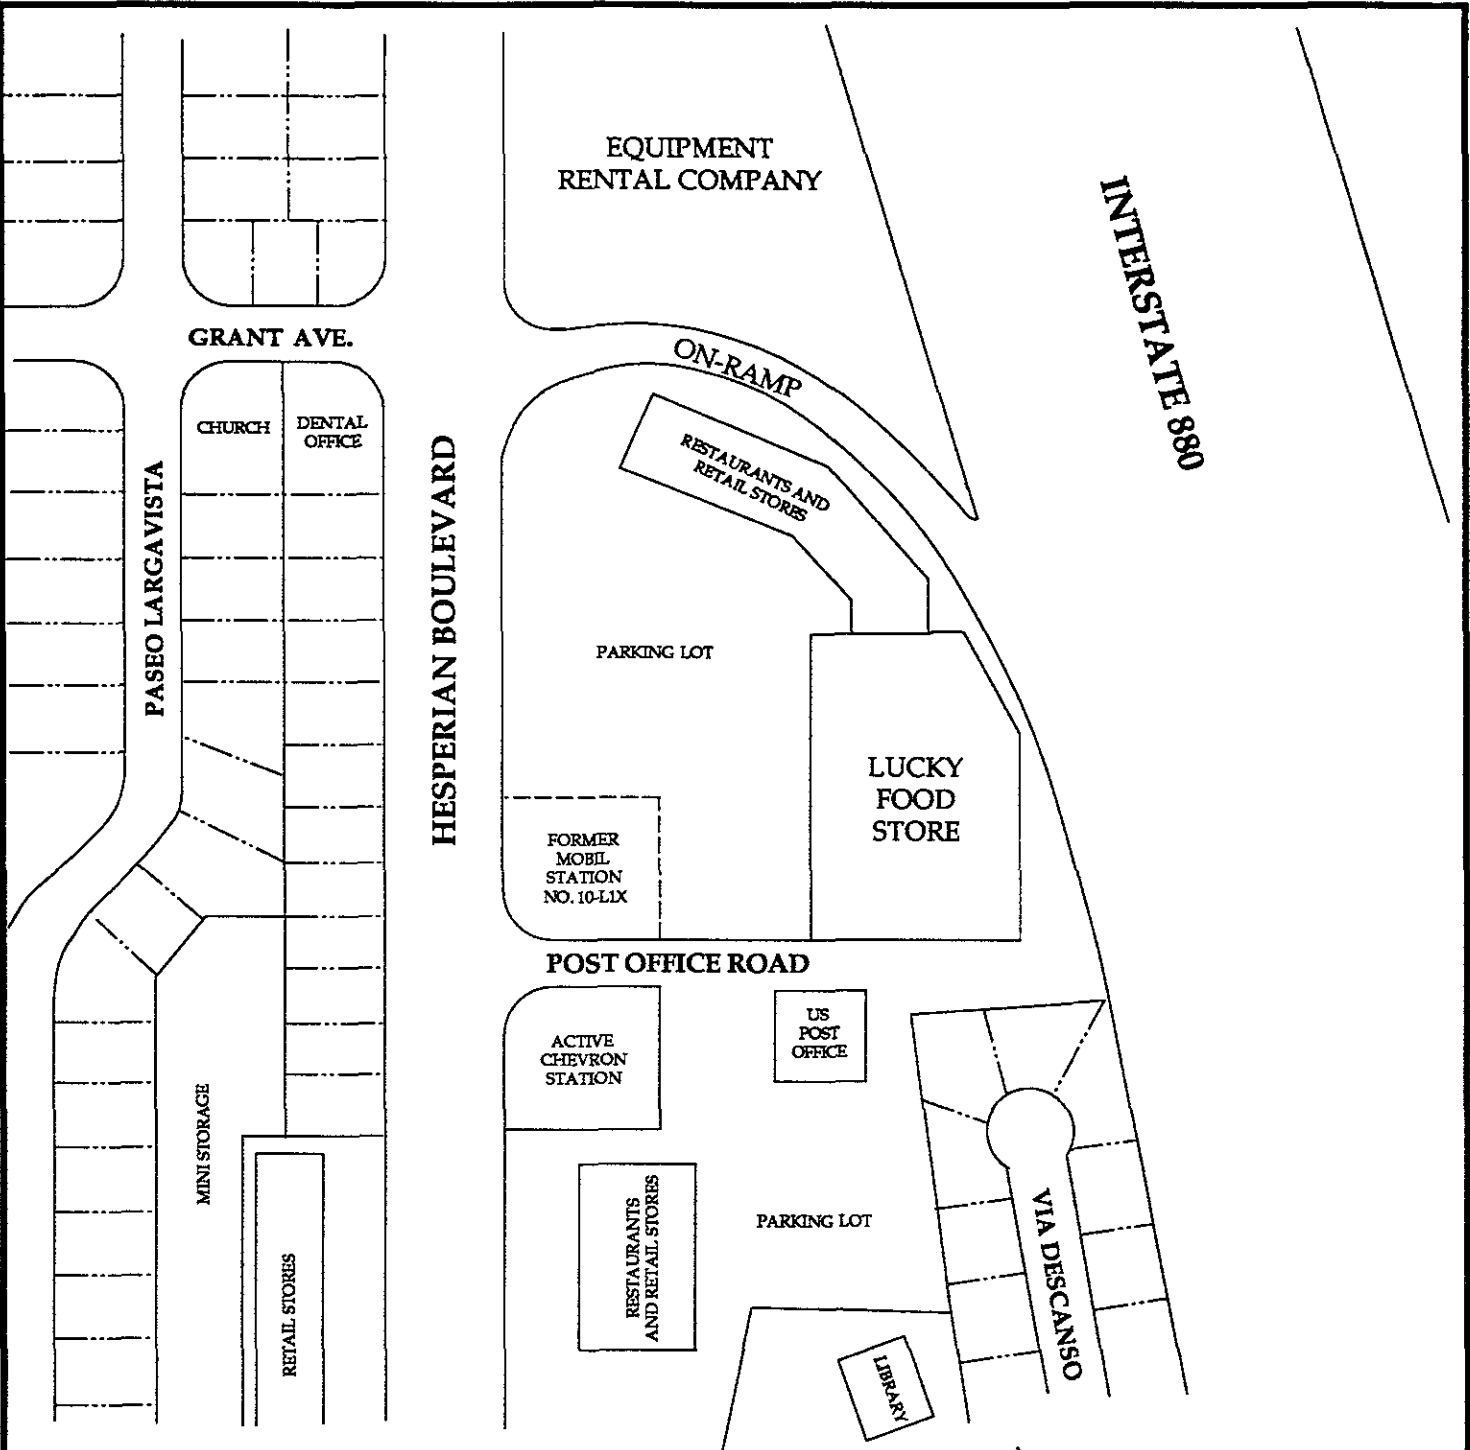 EQUIPMENT
RENTAL COMPANY
INTERSTATE 880
GRANT AVE.
ON-RAMP
CHURCH
DENTAL
OFFICE
RESTAURANTS AND
RETAIL STORES
PASEO LARGAVISTA
HESPERIAN BOULEVARD
PARKING LOT
LUCKY
FOOD
STORE
FORMER
MOBIL
STATION
NO. 10-L1X
POST OFFICE ROAD
ACTIVE
CHEVRON
STATION
US
POST
OFFICE
MINI STORAGE
RETAIL STORES
RESTAURANTS
AND RETAIL STORES
PARKING LOT
VIA DESCANSO
LIBRARY